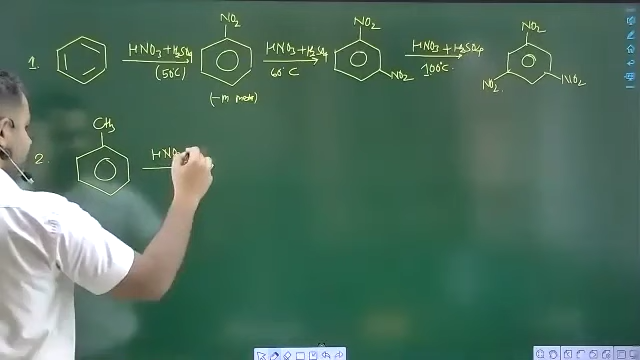 1. HNO3 + H2SO4 (50°C) NO2 (-m meta) HNO3 + H2SO4 60°C NO2 NO2 HNO3 + H2SO4 100°C. NO2 NO2 NO2
2. CH3 HNO